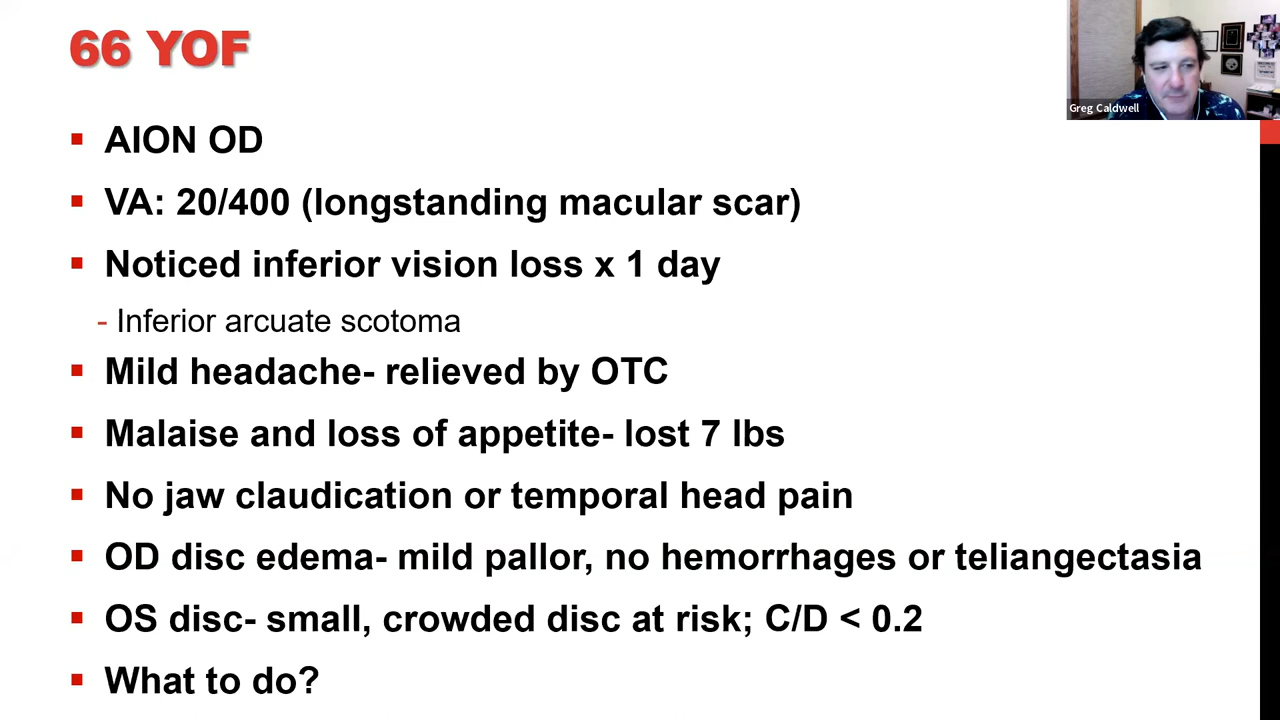 66 YOF
Greg Caldwell
▪ AION OD
▪ VA: 20/400 (longstanding macular scar)
▪ Noticed inferior vision loss x 1 day
- Inferior arcuate scotoma
▪ Mild headache- relieved by OTC
▪ Malaise and loss of appetite- lost 7 lbs
▪ No jaw claudication or temporal head pain
▪ OD disc edema- mild pallor, no hemorrhages or teliangectasia
▪ OS disc- small, crowded disc at risk; C/D < 0.2
▪ What to do?